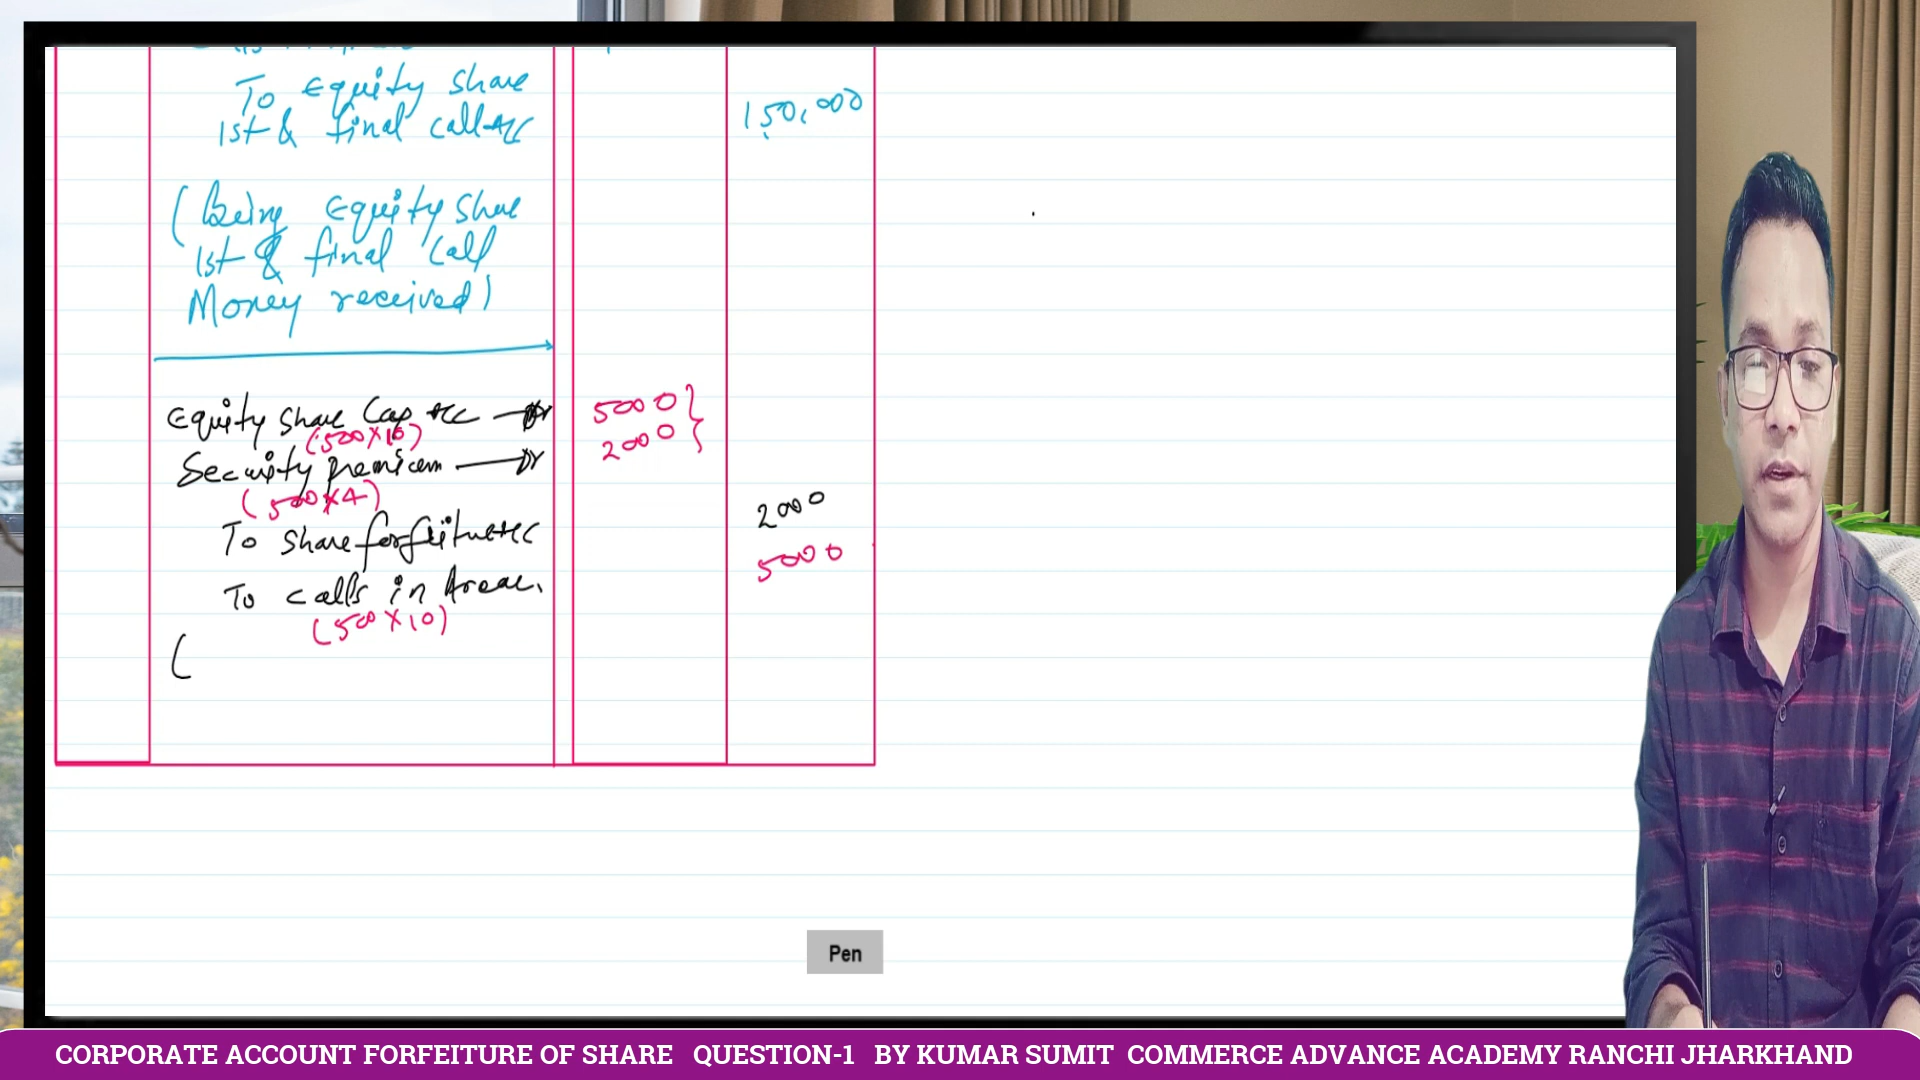 To Equity Share
1st & final call A/c
150,000
(Being Equity Share
1st & final call
Money received)
Equity Share Cap A/c Dr
5000
(500×10)
2000
Security premium Dr
(500×4)
2000
To Share forfeiture A/c
5000
To calls in Arear.
(500×10)
(
Pen
CORPORATE ACCOUNT FORFEITURE OF SHARE QUESTION-1 BY KUMAR SUMIT COMMERCE ADVANCE ACADEMY RANCHI JHARKHAND